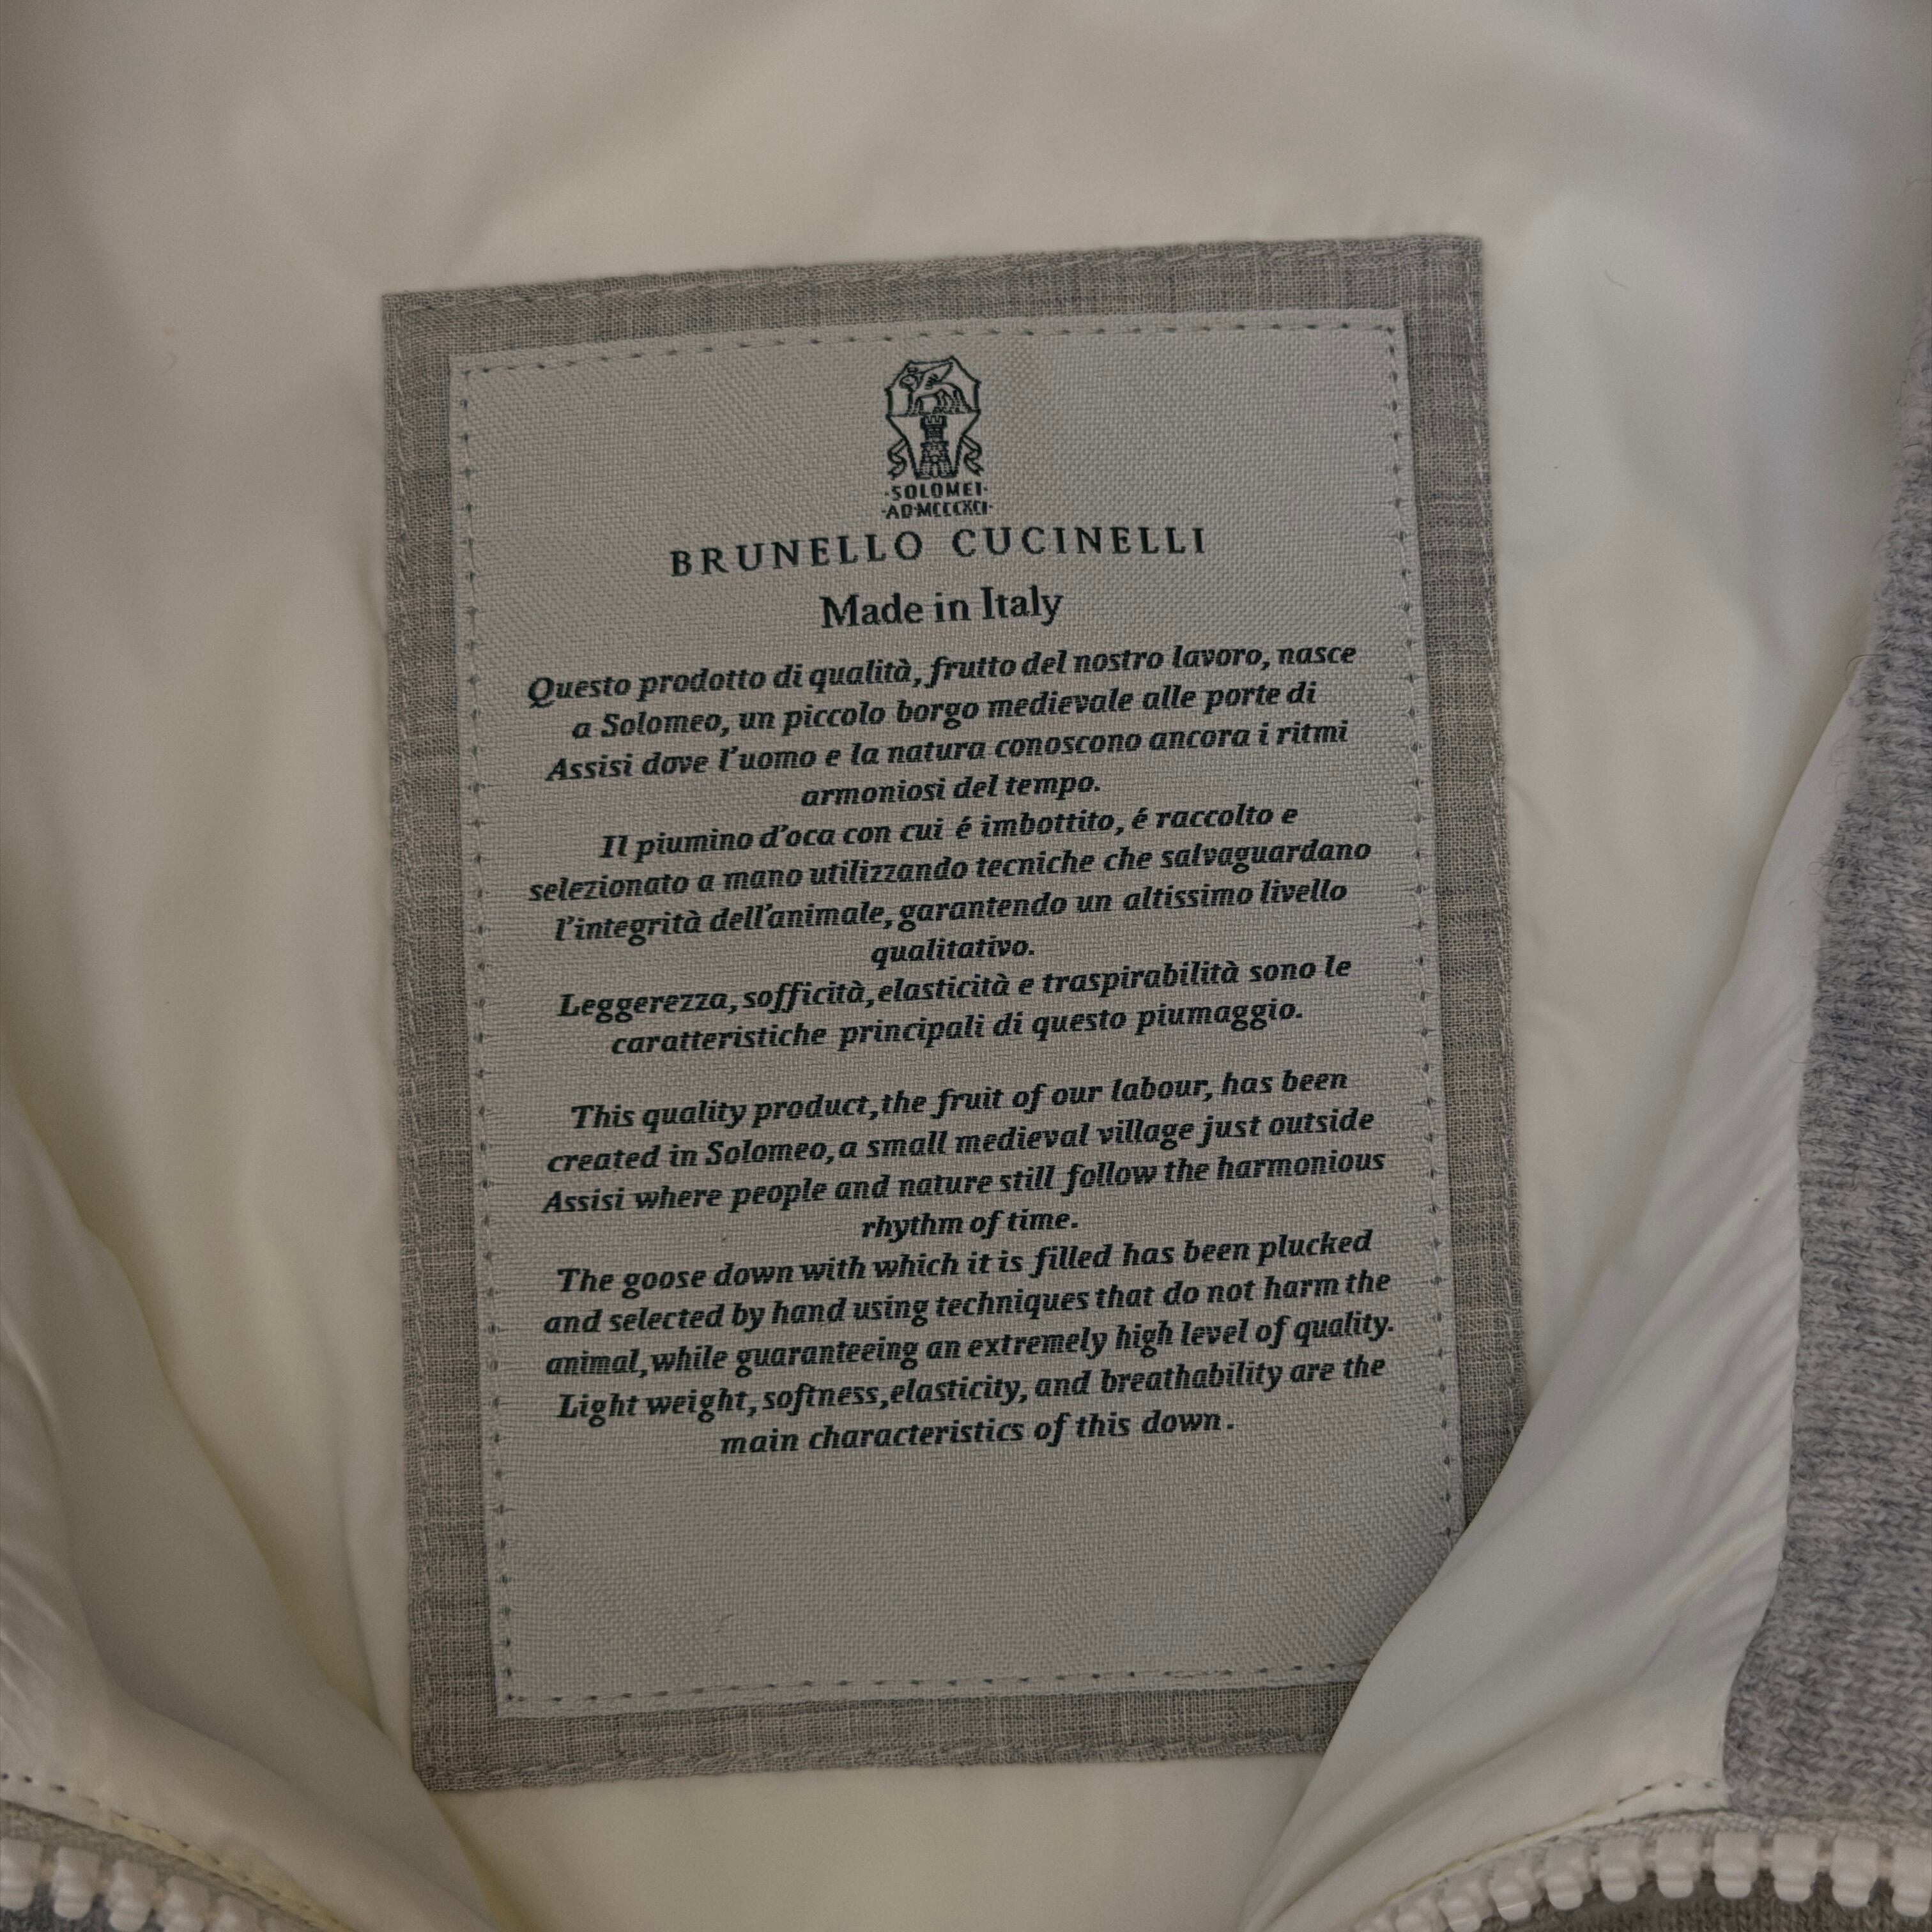 ·SOLOMEI·
·AD·MCCCXCI·
BRUNELLO CUCINELLI
Made in Italy
Questo prodotto di qualità, frutto del nostro lavoro, nasce
a Solomeo, un piccolo borgo medievale alle porte di
Assisi dove l'uomo e la natura conoscono ancora i ritmi
armoniosi del tempo.
Il piumino d'oca con cui é imbottito, é raccolto e
selezionato a mano utilizzando tecniche che salvaguardano
l'integrità dell'animale, garantendo un altissimo livello
qualitativo.
Leggerezza, sofficità, elasticità e traspirabilità sono le
caratteristiche principali di questo piumaggio.
This quality product, the fruit of our labour, has been
created in Solomeo, a small medieval village just outside
Assisi where people and nature still follow the harmonious
rhythm of time.
The goose down with which it is filled has been plucked
and selected by hand using techniques that do not harm the
animal, while guaranteeing an extremely high level of quality.
Light weight, softness, elasticity, and breathability are the
main characteristics of this down .